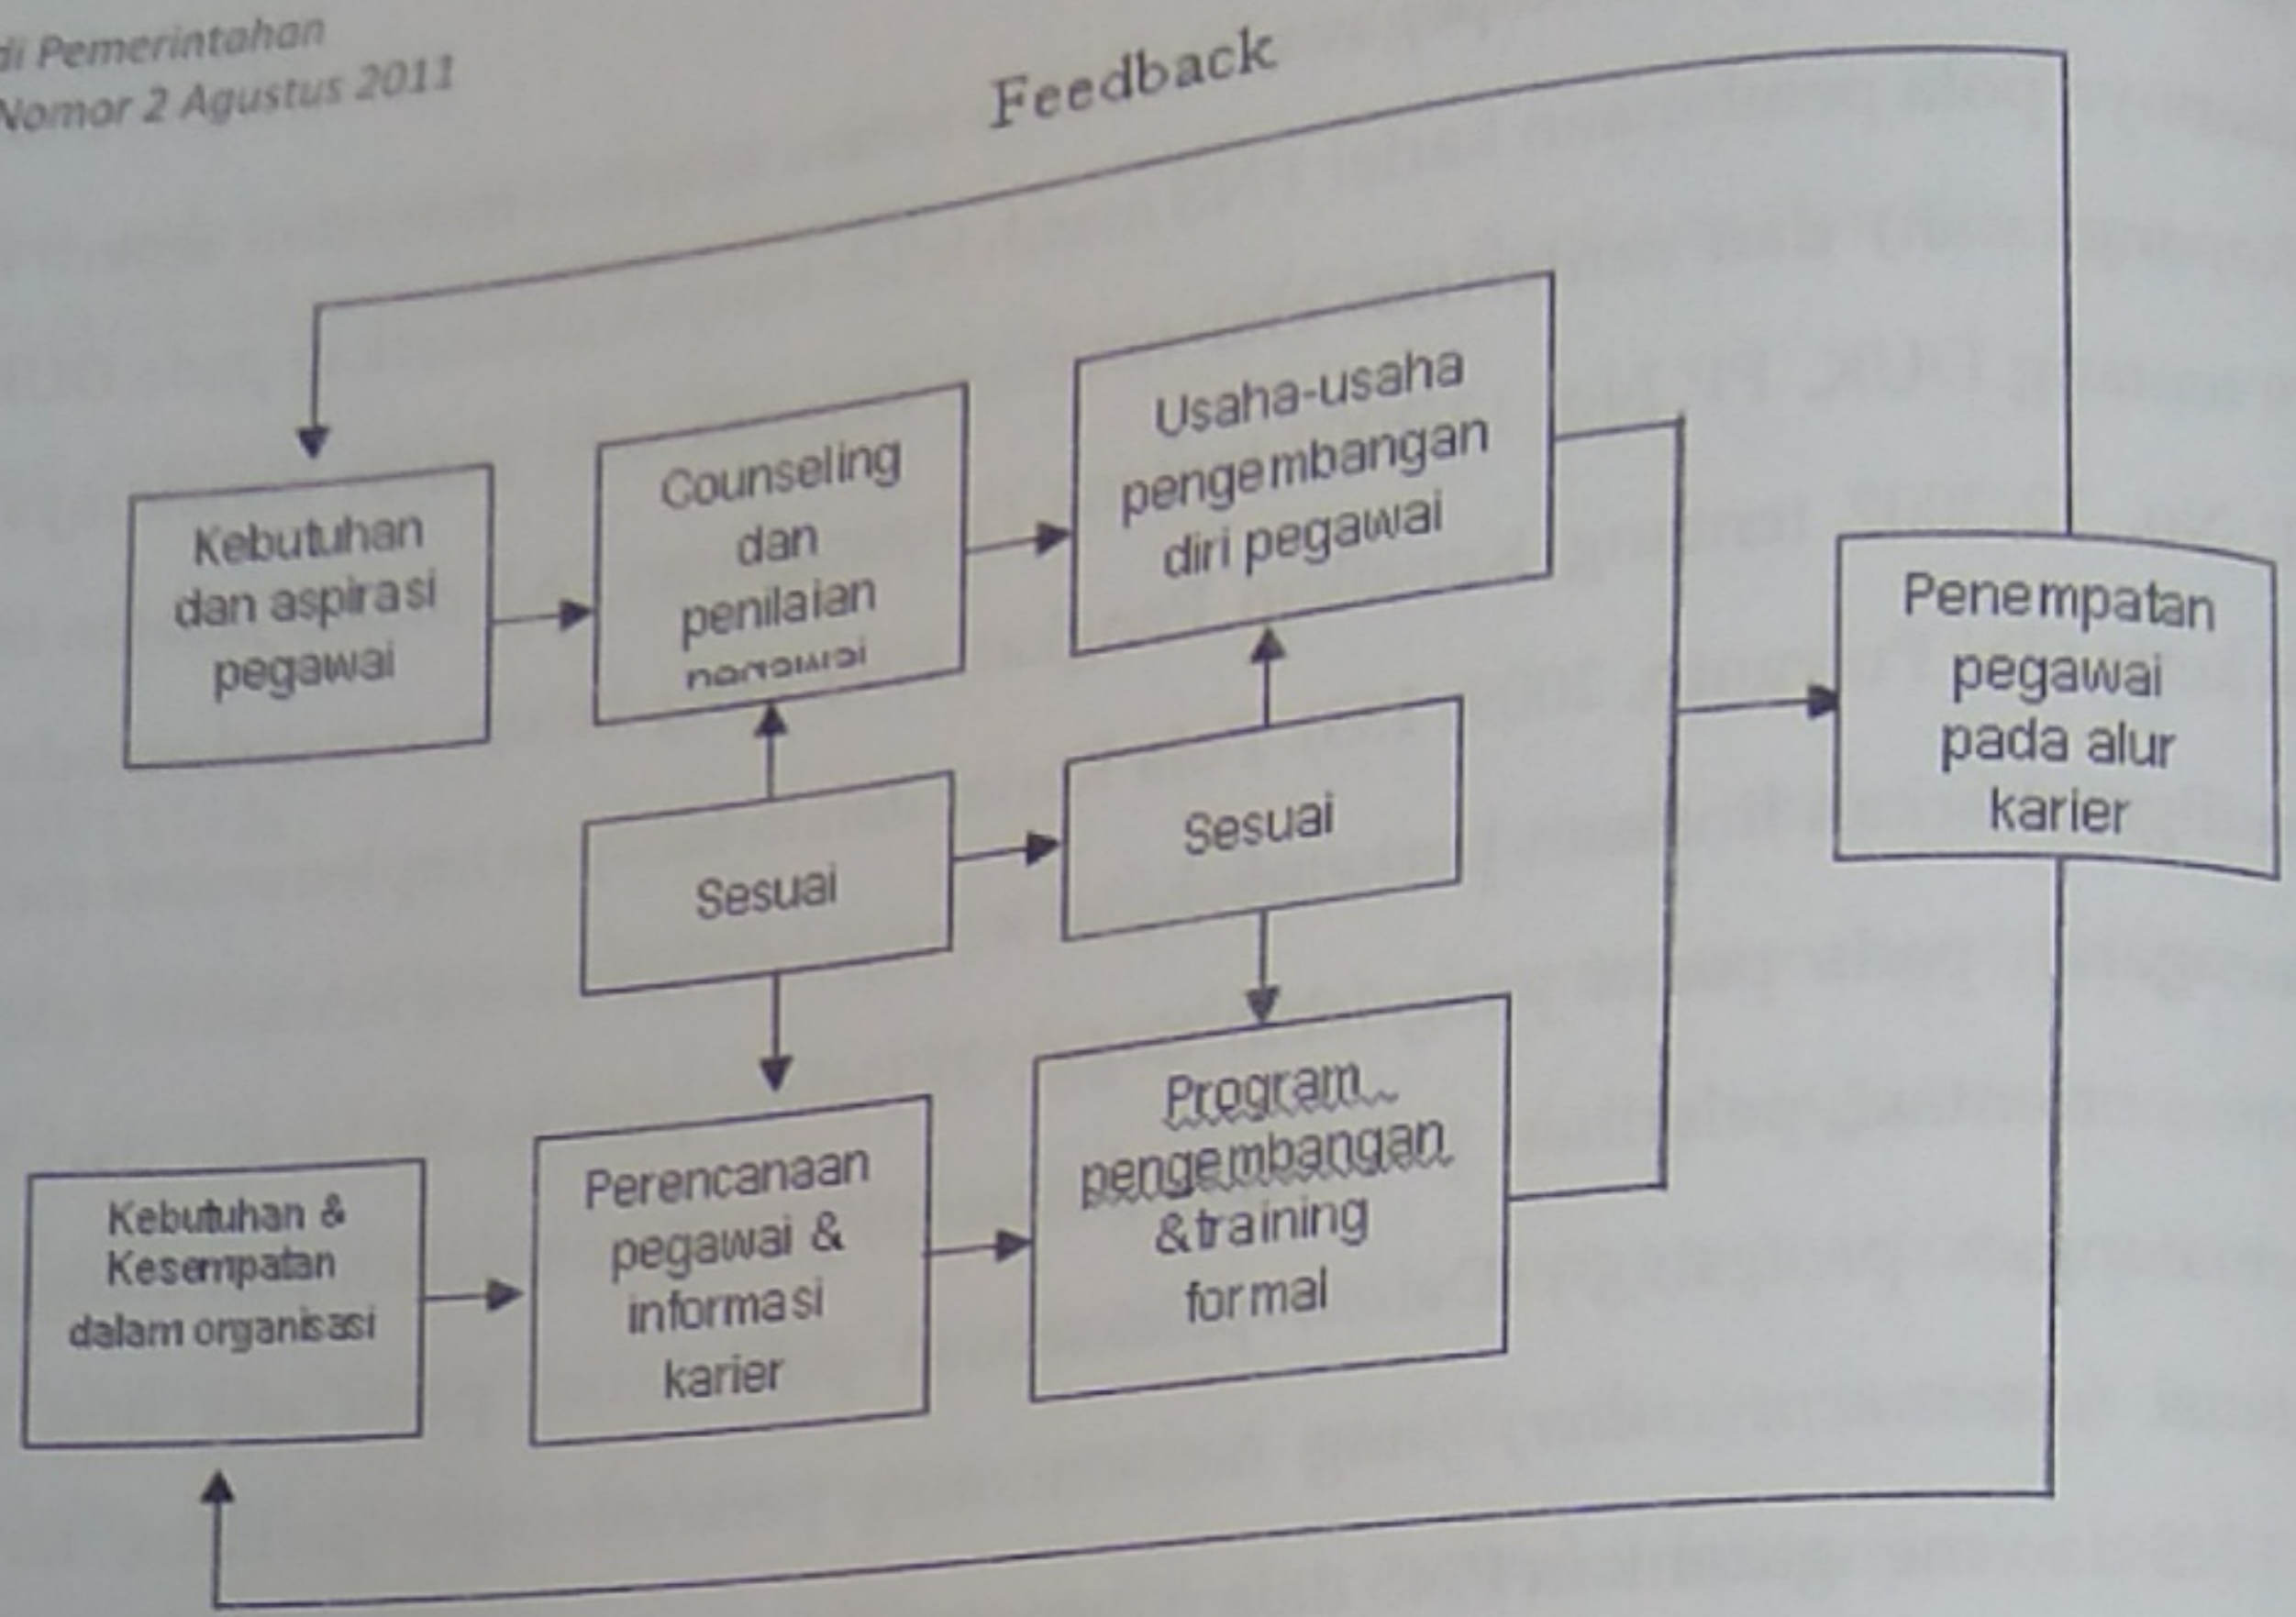 di Pemerintahan
Nomor 2 Agustus 2011
Feedback
Kebutuhan
dan aspirasi
pegawai
Counseling
dan
penilaian
pegawai
Usaha-usaha
pengembangan
diri pegawai
Penempatan
pegawai
pada alur
karier
Sesuai
Sesuai
Kebutuhan &
Kesempatan
dalam organisasi
Perencanaan
pegawai &
informasi
karier
Program
pengembangan
& training
formal